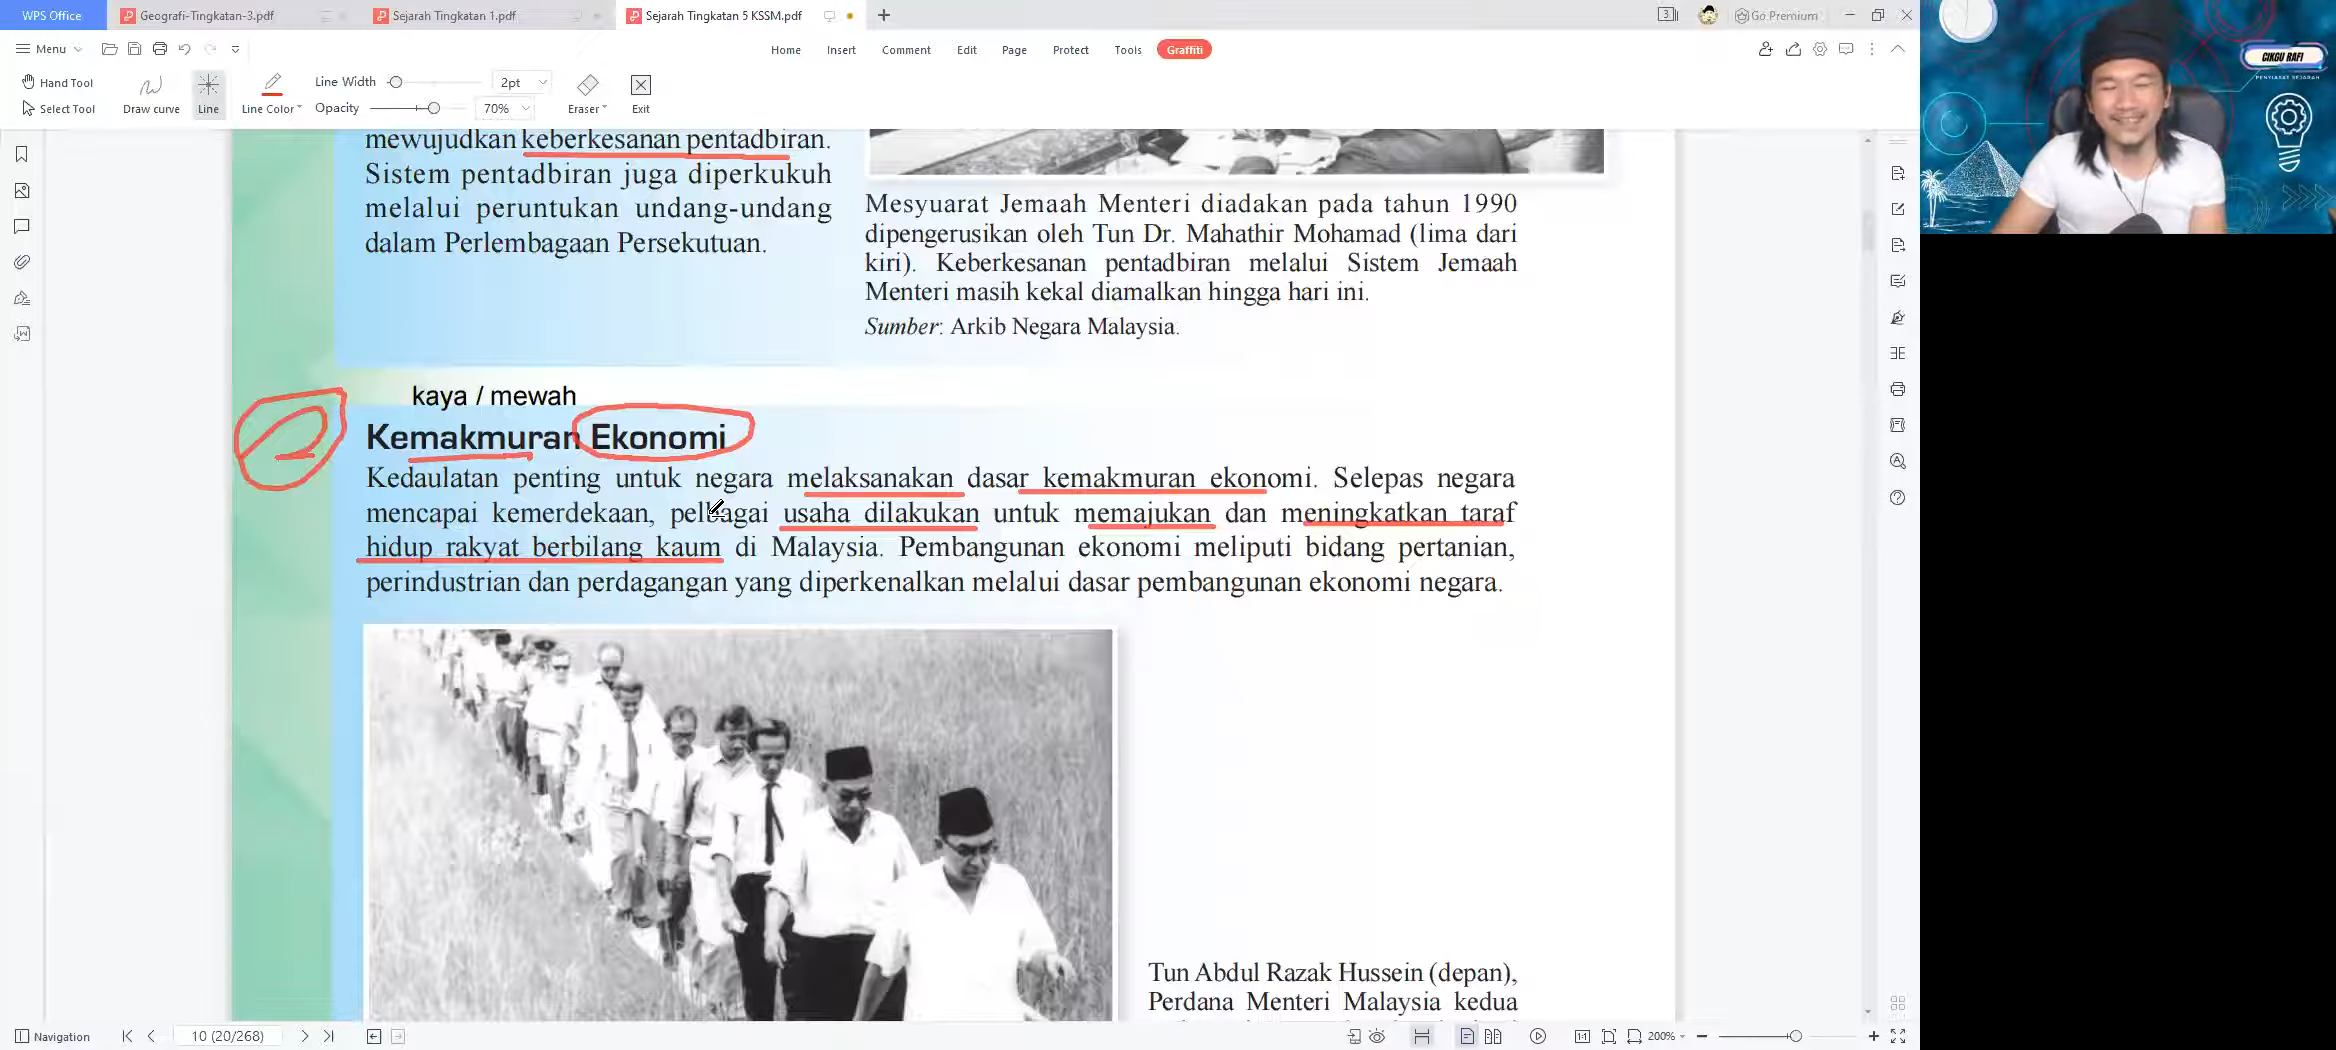 WPS Office
Geografi-Tingkatan-3.pdf
Sejarah Tingkatan 1.pdf
Sejarah Tingkatan 5 KSSM.pdf
3
Go Premium
Menu
Home
Insert
Comment
Edit
Page
Protect
Tools
Graffiti
Hand Tool
Select Tool
Draw curve
Line
Line Color
Line Width
2pt
Opacity
70%
Eraser
Exit
CIKGU RAFI
PENYIASAT SEJARAH
mewujudkan keberkesanan pentadbiran.
Sistem pentadbiran juga diperkukuh
melalui peruntukan undang-undang
dalam Perlembagaan Persekutuan.
Mesyuarat Jemaah Menteri diadakan pada tahun 1990
dipengerusikan oleh Tun Dr. Mahathir Mohamad (lima dari
kiri). Keberkesanan pentadbiran melalui Sistem Jemaah
Menteri masih kekal diamalkan hingga hari ini.
Sumber: Arkib Negara Malaysia.
kaya / mewah
2
Kemakmuran Ekonomi
Kedaulatan penting untuk negara melaksanakan dasar kemakmuran ekonomi. Selepas negara
mencapai kemerdekaan, pelbagai usaha dilakukan untuk memajukan dan meningkatkan taraf
hidup rakyat berbilang kaum di Malaysia. Pembangunan ekonomi meliputi bidang pertanian,
perindustrian dan perdagangan yang diperkenalkan melalui dasar pembangunan ekonomi negara.
Tun Abdul Razak Hussein (depan),
Perdana Menteri Malaysia kedua
Navigation
10 (20/268)
1:1
200%